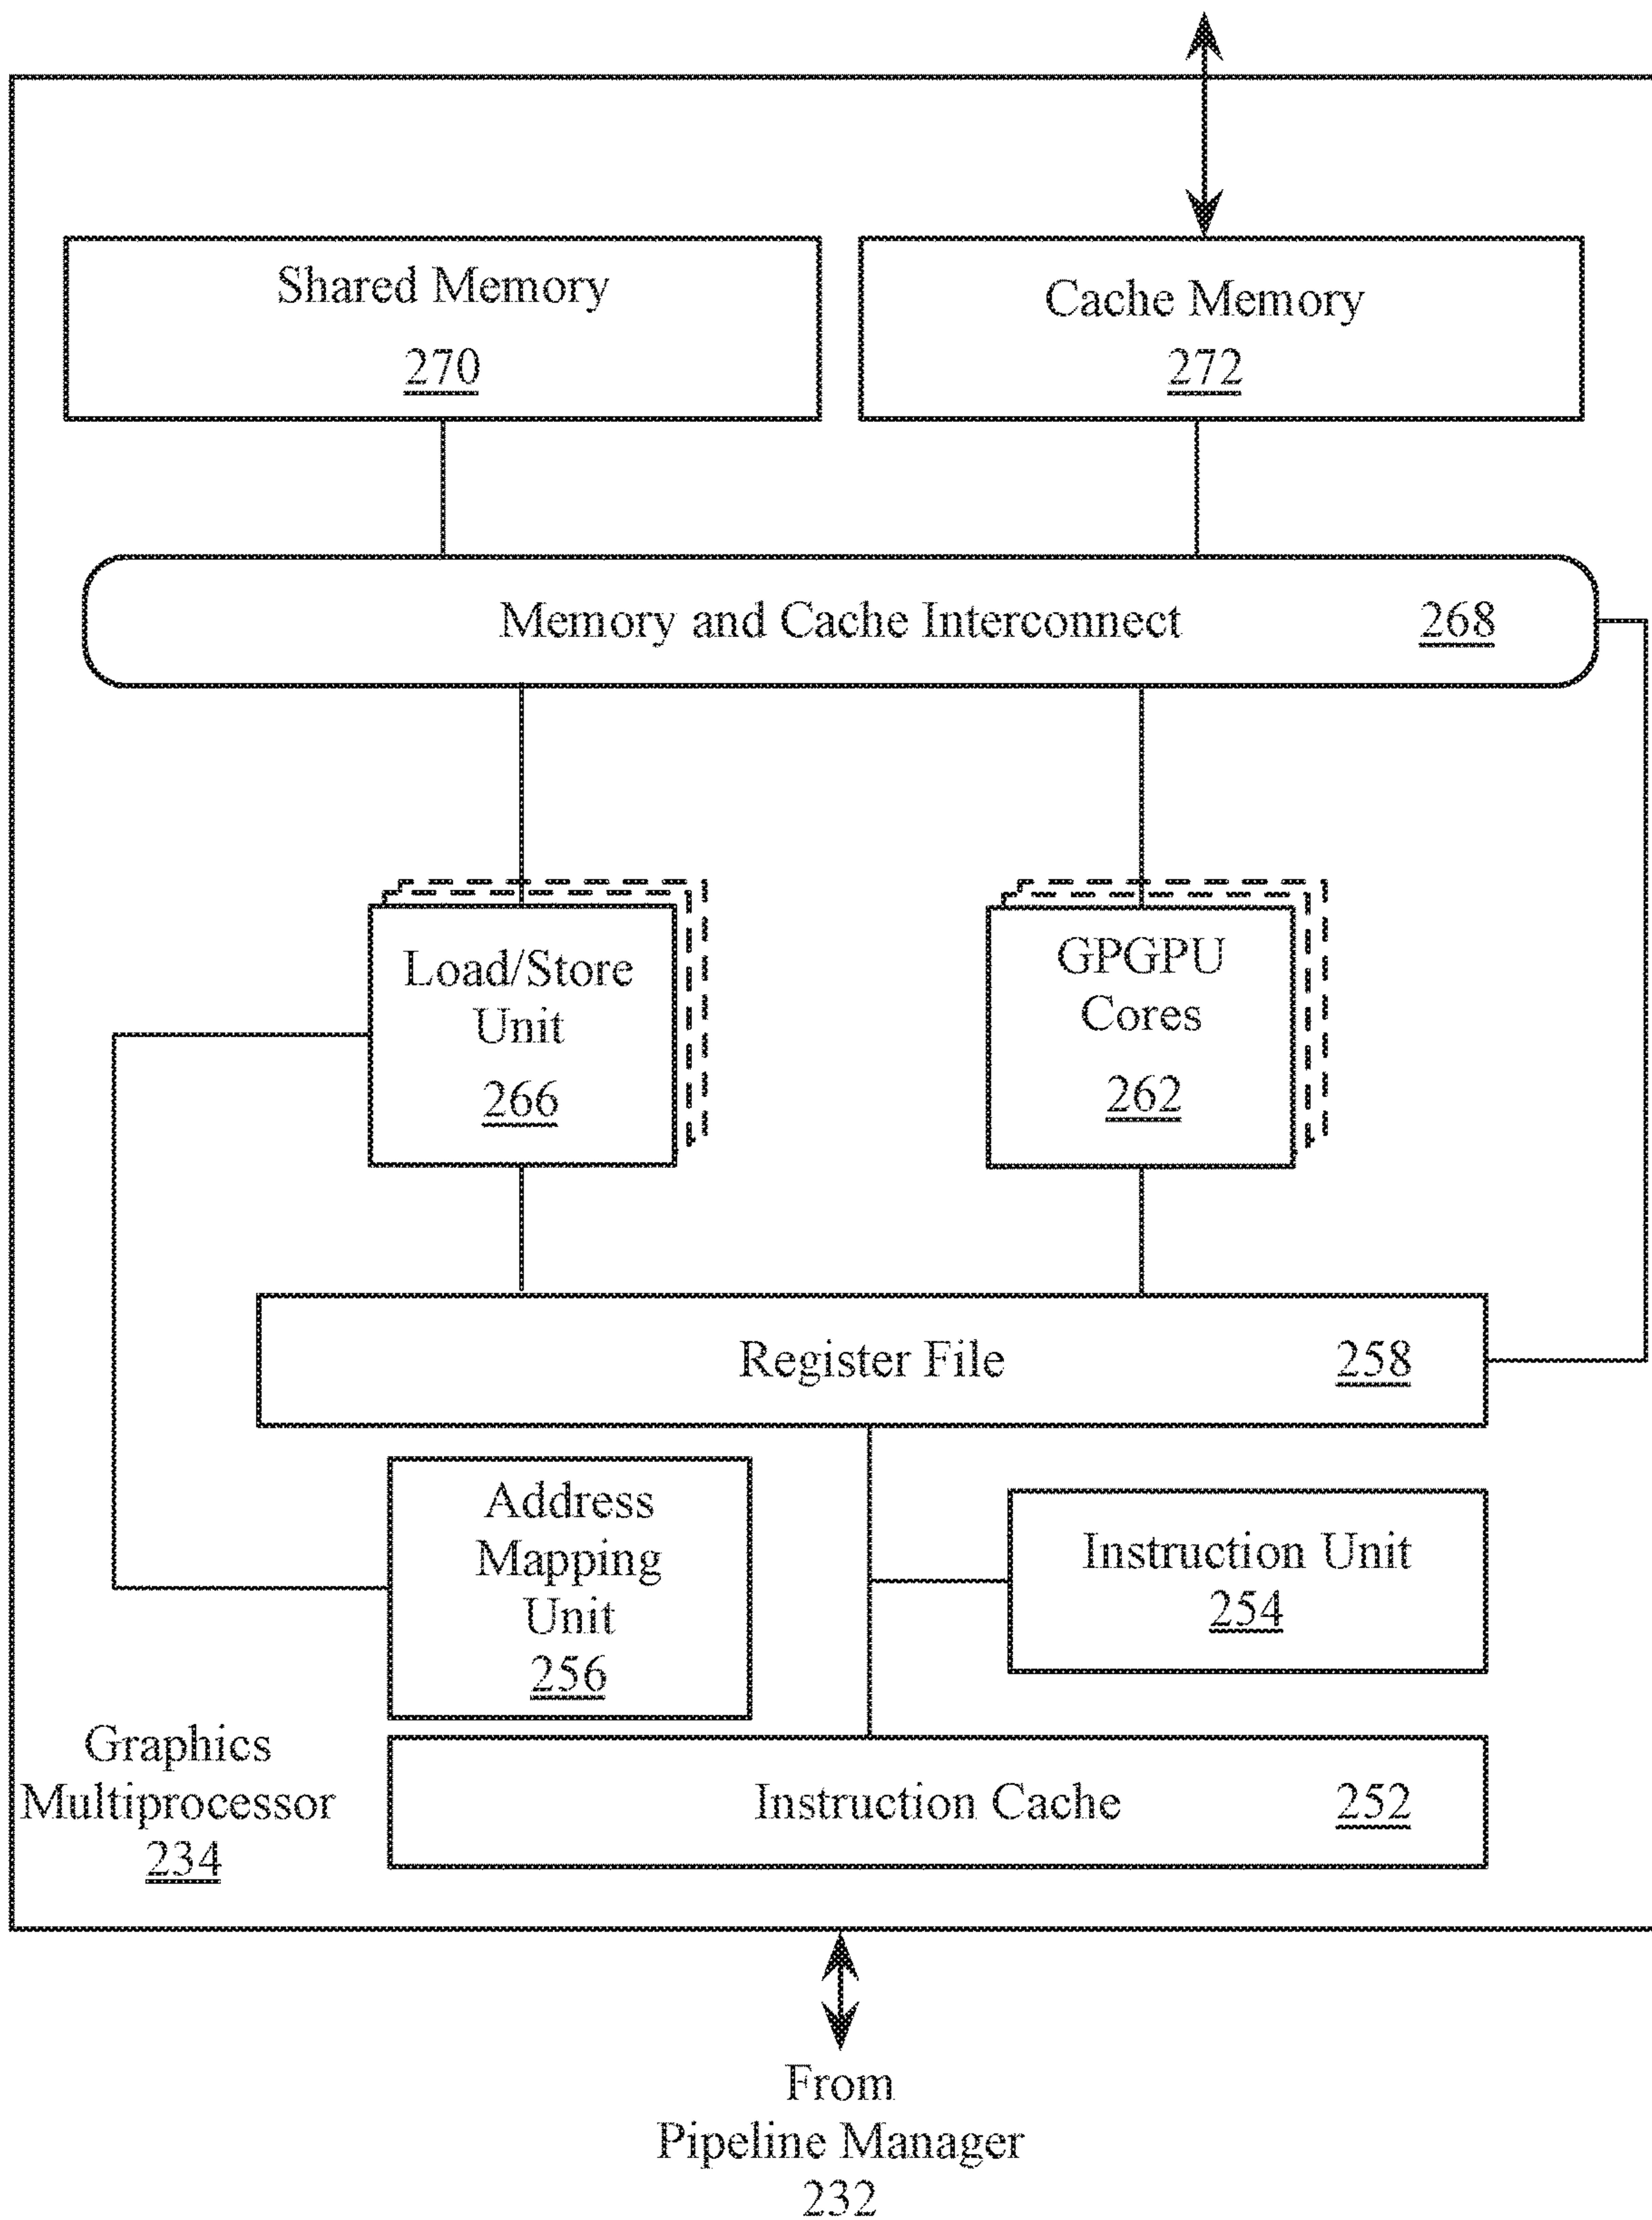 Shared Memory
270
Cache Memory
272
Memory and Cache Interconnect 268
Load/Store
Unit
266
GPGPU
Cores
262
Register File 258
Address
Mapping
Unit
256
Instruction Unit
254
Graphics
Multiprocessor
234
Instruction Cache 252
From
Pipeline Manager
232